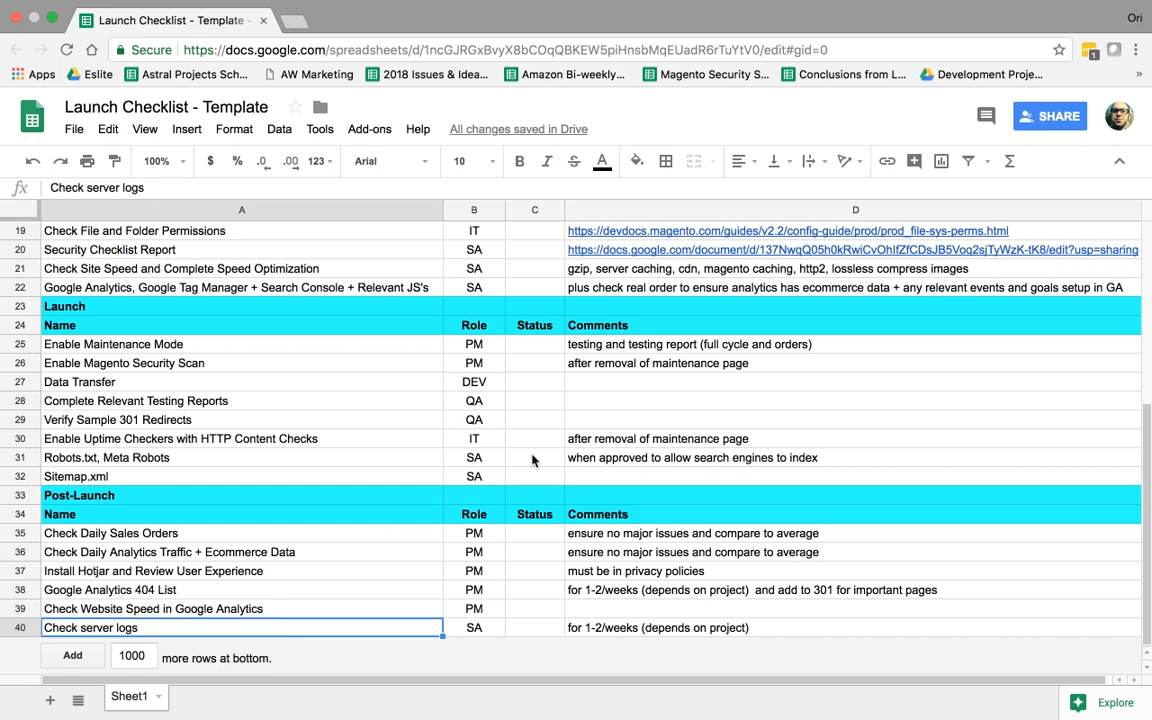 Launch Checklist - Template - ×
Ori
Secure https://docs.google.com/spreadsheets/d/1ncGJRGxBvyX8bCOqQBKEW5piHnsbMqEUadR6rTuYtV0/edit#gid=0
1
Apps Eslite Astral Projects Sch... AW Marketing 2018 Issues & Idea... Amazon Bi-weekly... Magento Security S... Conclusions from L... Development Proje... »
Launch Checklist - Template
File Edit View Insert Format Data Tools Add-ons Help All changes saved in Drive
SHARE
100% $ % .0 .00 123 Arial 10 B I S A Σ
fx Check server logs
A B C D
19 Check File and Folder Permissions IT https://devdocs.magento.com/guides/v2.2/config-guide/prod/prod_file-sys-perms.html
20 Security Checklist Report SA https://docs.google.com/document/d/137NwgQ05h0kRwiCvOhIfZfCDsJB5Voq2sjTyWzK-tK8/edit?usp=sharing
21 Check Site Speed and Complete Speed Optimization SA gzip, server caching, cdn, magento caching, http2, lossless compress images
22 Google Analytics, Google Tag Manager + Search Console + Relevant JS's SA plus check real order to ensure analytics has ecommerce data + any relevant events and goals setup in GA
23 Launch
24 Name Role Status Comments
25 Enable Maintenance Mode PM testing and testing report (full cycle and orders)
26 Enable Magento Security Scan PM after removal of maintenance page
27 Data Transfer DEV
28 Complete Relevant Testing Reports QA
29 Verify Sample 301 Redirects QA
30 Enable Uptime Checkers with HTTP Content Checks IT after removal of maintenance page
31 Robots.txt, Meta Robots SA when approved to allow search engines to index
32 Sitemap.xml SA
33 Post-Launch
34 Name Role Status Comments
35 Check Daily Sales Orders PM ensure no major issues and compare to average
36 Check Daily Analytics Traffic + Ecommerce Data PM ensure no major issues and compare to average
37 Install Hotjar and Review User Experience PM must be in privacy policies
38 Google Analytics 404 List PM for 1-2/weeks (depends on project) and add to 301 for important pages
39 Check Website Speed in Google Analytics PM
40 Check server logs SA for 1-2/weeks (depends on project)
Add 1000 more rows at bottom.
+ Sheet1 Explore